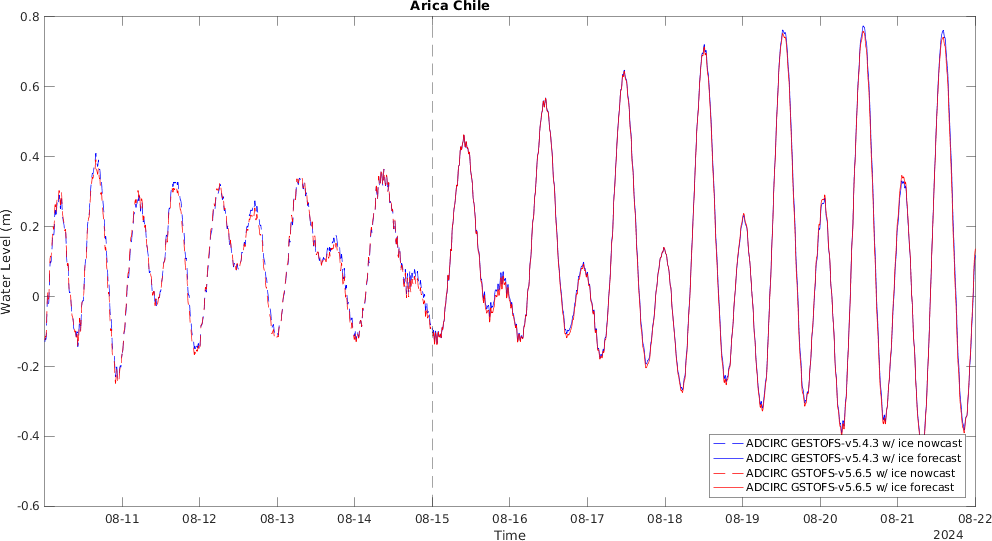 Arica Chile
0.8
0.6
0.4
0.2
0
-0.2
-0.4
-0.6
Water Level (m)
ADCIRC GESTOFS-v5.4.3 w/ ice nowcast
ADCIRC GESTOFS-v5.4.3 w/ ice forecast
ADCIRC GSTOFS-v5.6.5 w/ ice nowcast
ADCIRC GSTOFS-v5.6.5 w/ ice forecast
08-11 08-12 08-13 08-14 08-15 08-16 08-17 08-18 08-19 08-20 08-21 08-22
Time
2024